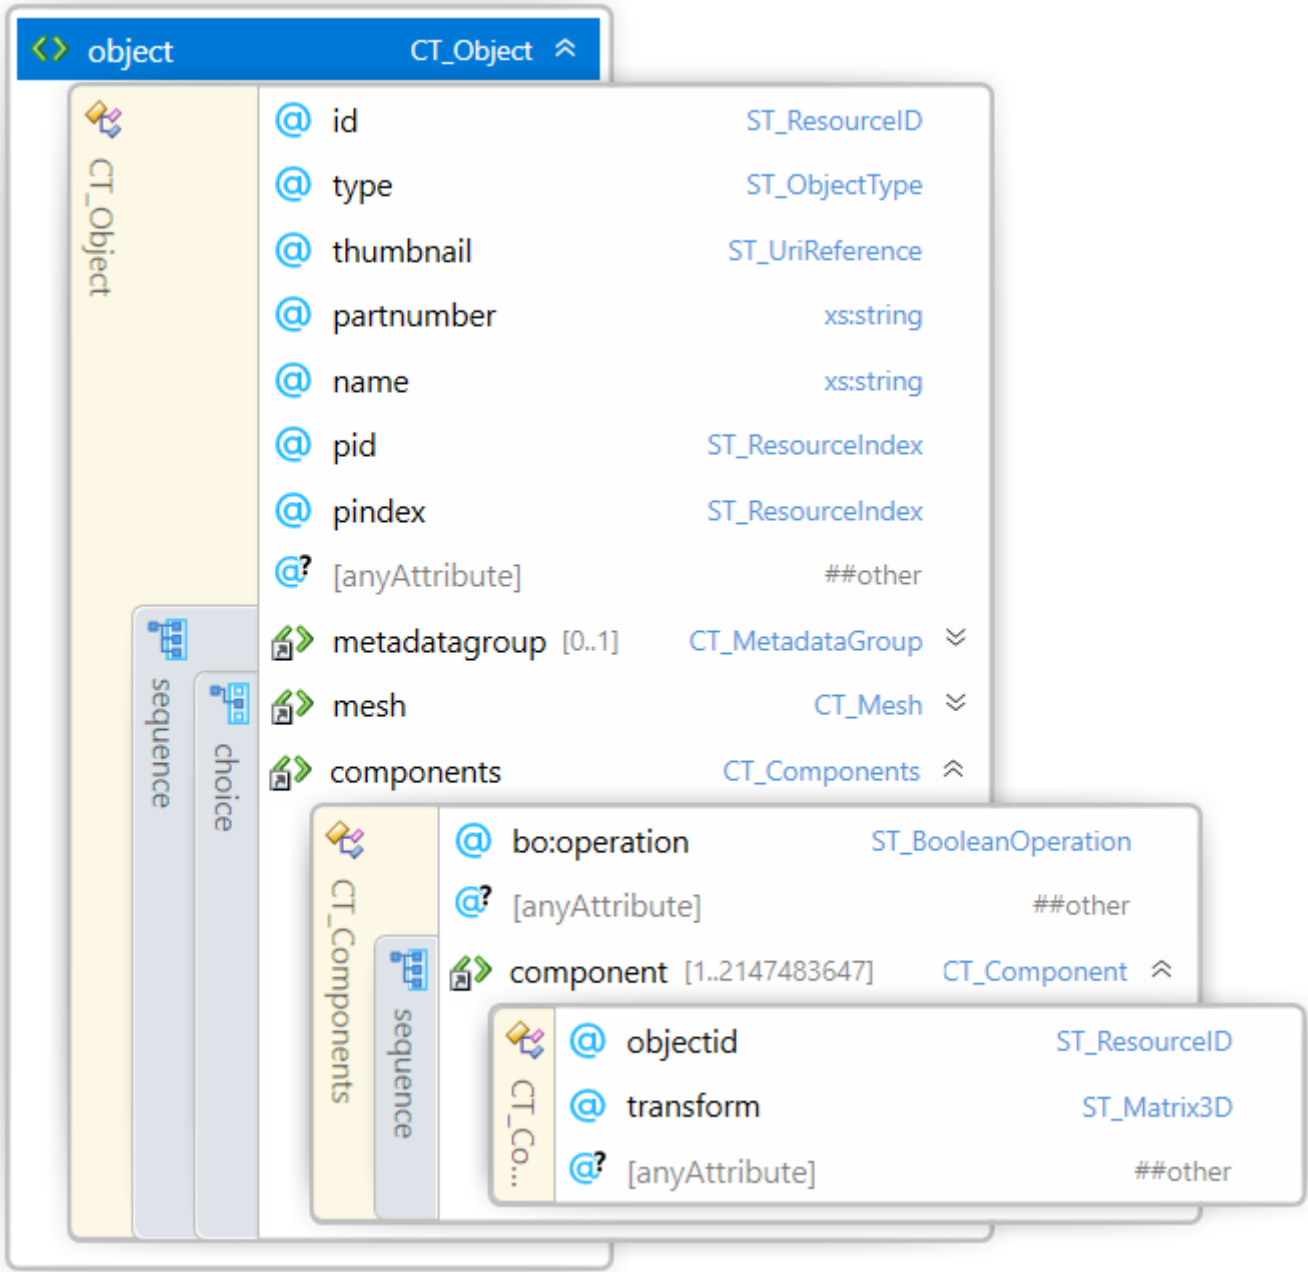 object CT_Object
CT_Object
@ id ST_ResourceID
@ type ST_ObjectType
@ thumbnail ST_UriReference
@ partnumber xs:string
@ name xs:string
@ pid ST_ResourceIndex
@ pindex ST_ResourceIndex
@? [anyAttribute] ##other
sequence
metadatagroup [0..1] CT_MetadataGroup
choice
mesh CT_Mesh
components CT_Components
CT_Components
@ bo:operation ST_BooleanOperation
@? [anyAttribute] ##other
sequence
component [1..2147483647] CT_Component
CT_Co...
@ objectid ST_ResourceID
@ transform ST_Matrix3D
@? [anyAttribute] ##other